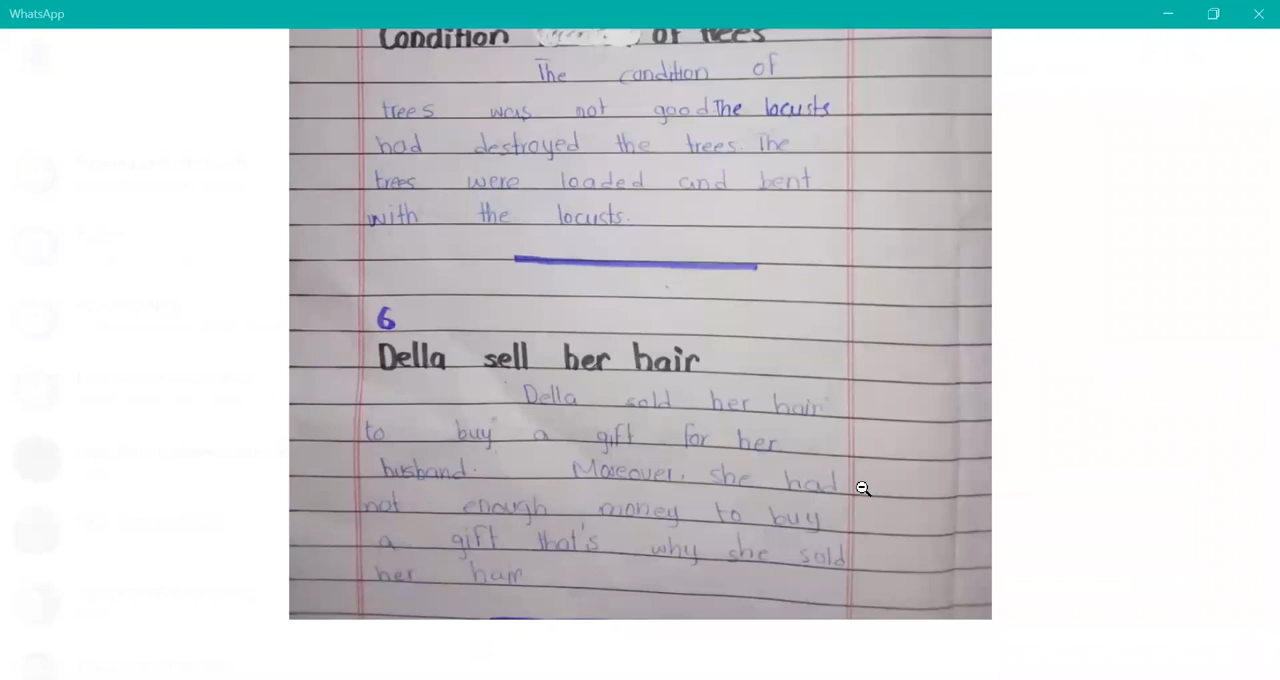 WhatsApp
Condition of trees
The condition of
trees was not good The locusts
had destroyed the trees. The
trees were loaded and bent
with the locusts.
6
Della sell her hair
Della sold her hair
to buy a gift for her
husband. Moreover, she had
not enough money to buy
a gift that's why she sold
her hair